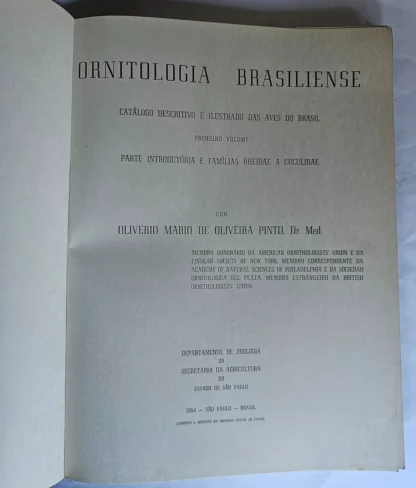 ORNITOLOGIA BRASILIENSE
CATÁLOGO DESCRITIVO E ILUSTRADO DAS AVES DO BRASIL
PRIMEIRO VOLUME
PARTE INTRODUTÓRIA E FAMÍLIAS RHEIDAE A CUCULIDAE
POR
OLIVERIO MARIO DE OLIVEIRA PINTO, Dr. Med.
MEMBRO HONORÁRIO DA AMERICAN ORNITHOLOGISTS' UNION E DA
LINNEAN SOCIETY OF NEW YORK. MEMBRO CORRESPONDENTE DA
ACADEMY OF NATURAL SCIENCES OF PHILADELPHIA E DA SOCIEDAD
ORNITOLOGICA DEL PLATA. MEMBRO ESTRANGEIRO DA BRITISH
ORNITHOLOGISTS' UNION
DEPARTAMENTO DE ZOOLOGIA
DA
SECRETARIA DA AGRICULTURA
DO
ESTADO DE SÃO PAULO
1964 — SÃO PAULO — BRASIL